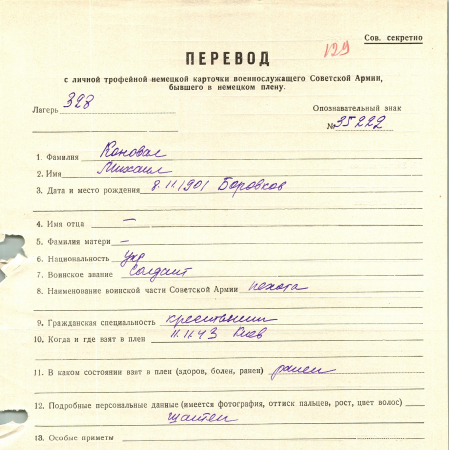 Сов. секретно
129
ПЕРЕВОД
с личной трофейной немецкой карточки военнослужащего Советской Армии,
бывшего в немецком плену.
Лагерь 328
Опознавательный знак
№ 35222
1. Фамилия Коновал
2. Имя Михаил
3. Дата и место рождения 8.11.1901 Боровков
4. Имя отца —
5. Фамилия матери —
6. Национальность укр
7. Воинское звание Солдат
8. Наименование воинской части Советской Армии пехота
9. Гражданская специальность крестьянин
10. Когда и где взят в плен 11.11.43 Киев
11. В каком состоянии взят в плен (здоров, болен, ранен) ранен
12. Подробные персональные данные (имеется фотография, оттиск пальцев, рост, цвет волос)
13. Особые приметы